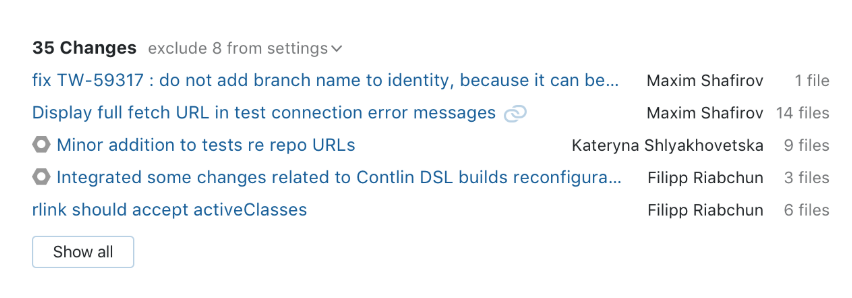 35 Changes exclude 8 from settings
fix TW-59317 : do not add branch name to identity, because it can be... Maxim Shafirov 1 file
Display full fetch URL in test connection error messages Maxim Shafirov 14 files
Minor addition to tests re repo URLs Kateryna Shlyakhovetska 9 files
Integrated some changes related to Contlin DSL builds reconfigura... Filipp Riabchun 3 files
rlink should accept activeClasses Filipp Riabchun 6 files
Show all